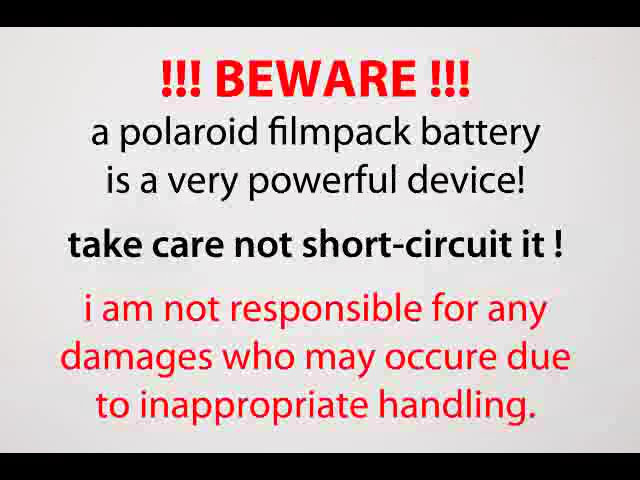 !!! BEWARE !!!
a polaroid filmpack battery
is a very powerful device!
take care not short-circuit it !
i am not responsible for any
damages who may occure due
to inappropriate handling.